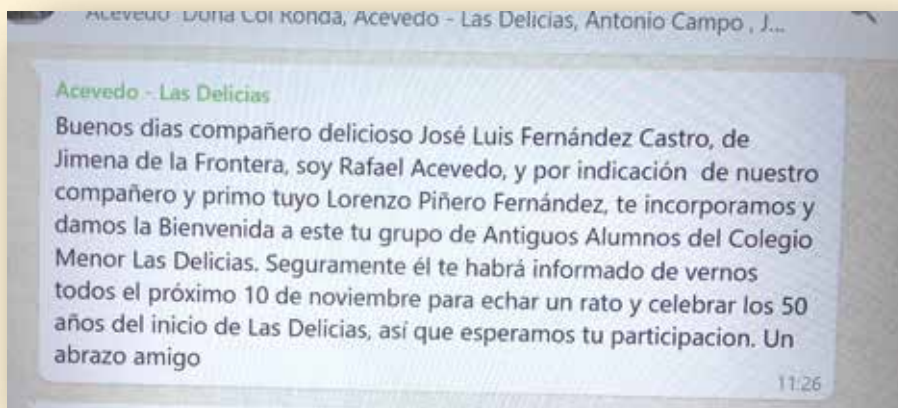 Acevedo Doña Col Ronda, Acevedo - Las Delicias, Antonio Campo , J...
Acevedo - Las Delicias
Buenos dias compañero delicioso José Luis Fernández Castro, de
Jimena de la Frontera, soy Rafael Acevedo, y por indicación de nuestro
compañero y primo tuyo Lorenzo Piñero Fernández, te incorporamos y
damos la Bienvenida a este tu grupo de Antiguos Alumnos del Colegio
Menor Las Delicias. Seguramente él te habrá informado de vernos
todos el próximo 10 de noviembre para echar un rato y celebrar los 50
años del inicio de Las Delicias, así que esperamos tu participacion. Un
abrazo amigo
11:26